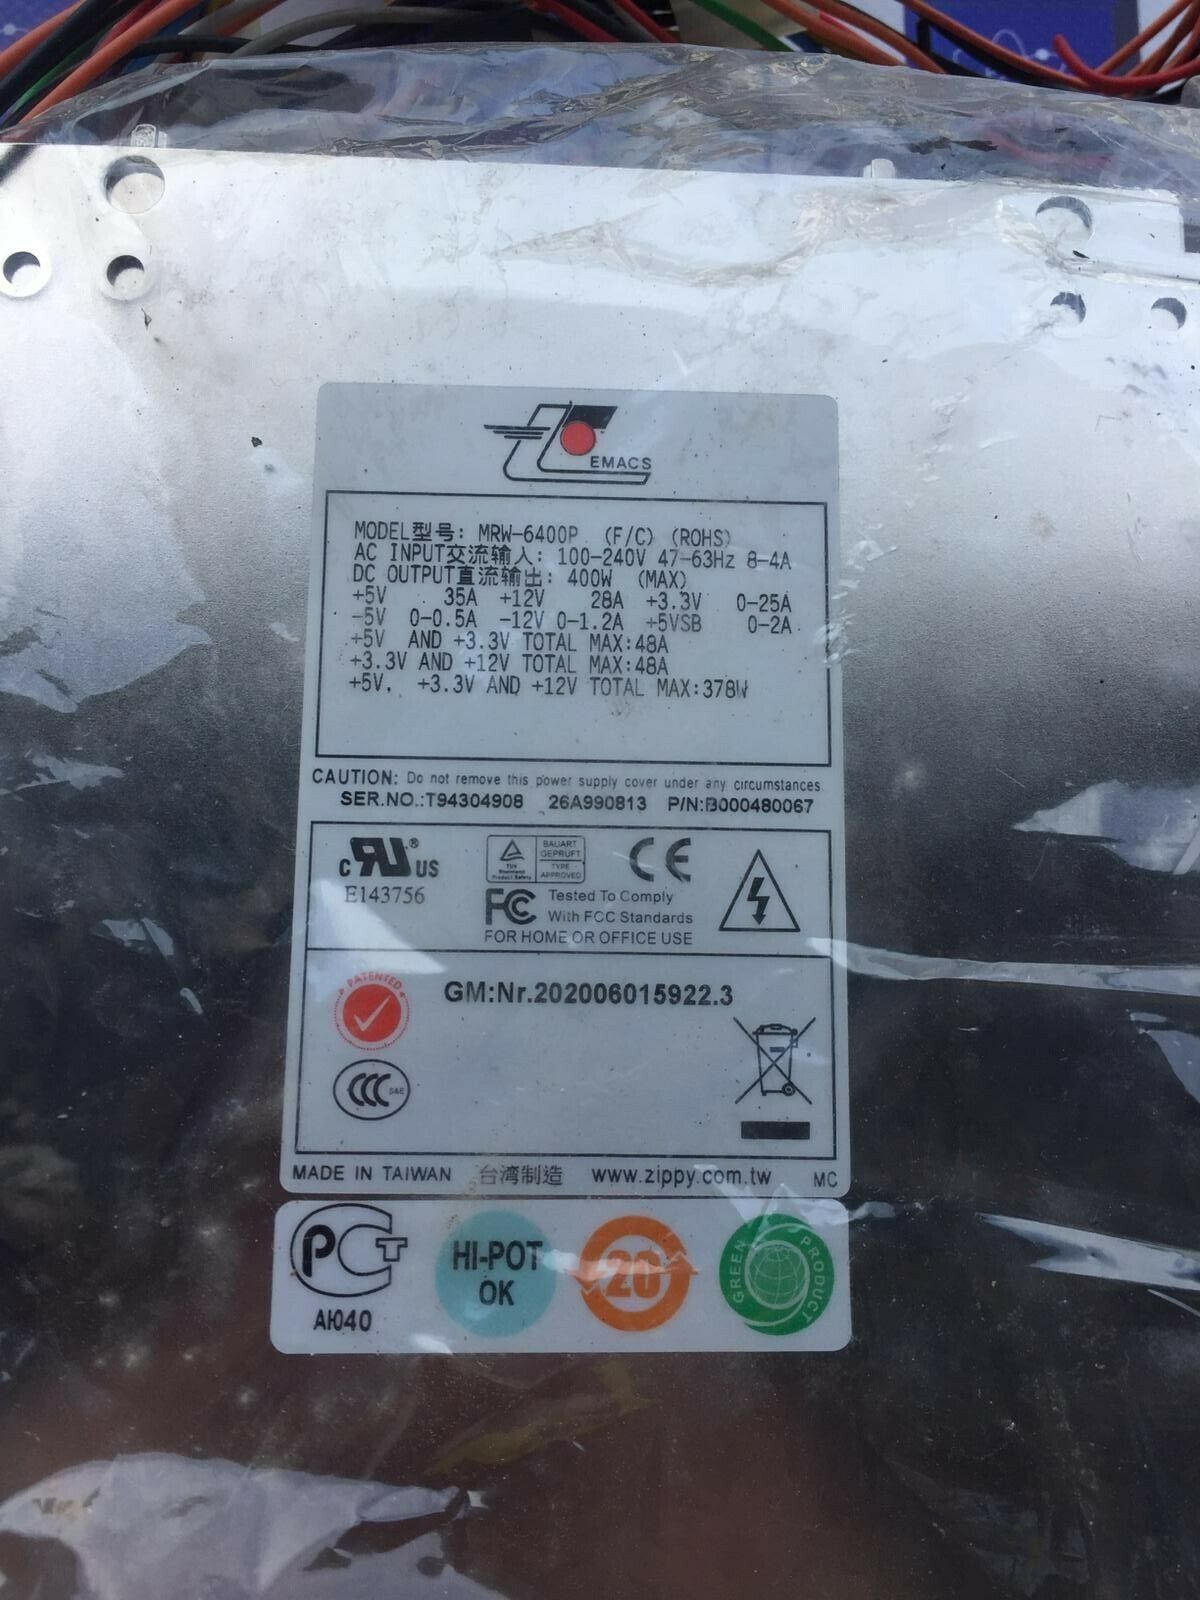 EMACS
MODEL型号: MRW-6400P (F/C) (ROHS)
AC INPUT交流输入: 100-240V 47-63Hz 8-4A
DC OUTPUT直流输出: 400W (MAX)
+5V 35A +12V 28A +3.3V 0-25A
-5V 0-0.5A -12V 0-1.2A +5VSB 0-2A
+5V AND +3.3V TOTAL MAX:48A
+3.3V AND +12V TOTAL MAX:48A
+5V, +3.3V AND +12V TOTAL MAX:378W
CAUTION: Do not remove this power supply cover under any circumstances.
SER.NO.:T94304908 26A990813 P/N:B000480067
C RU ® US
E143756
TUV Rheinland Product Safety
BAUART GEPRUFT
TYPE APPROVED
CE
FC Tested To Comply
With FCC Standards
FOR HOME OR OFFICE USE
PATENTED
GM:Nr.202006015922.3
CCC S&E
MADE IN TAIWAN 台湾制造 www.zippy.com.tw MC
PCT
АЮ40
HI-POT
OK
20
GREEN PRODUCT